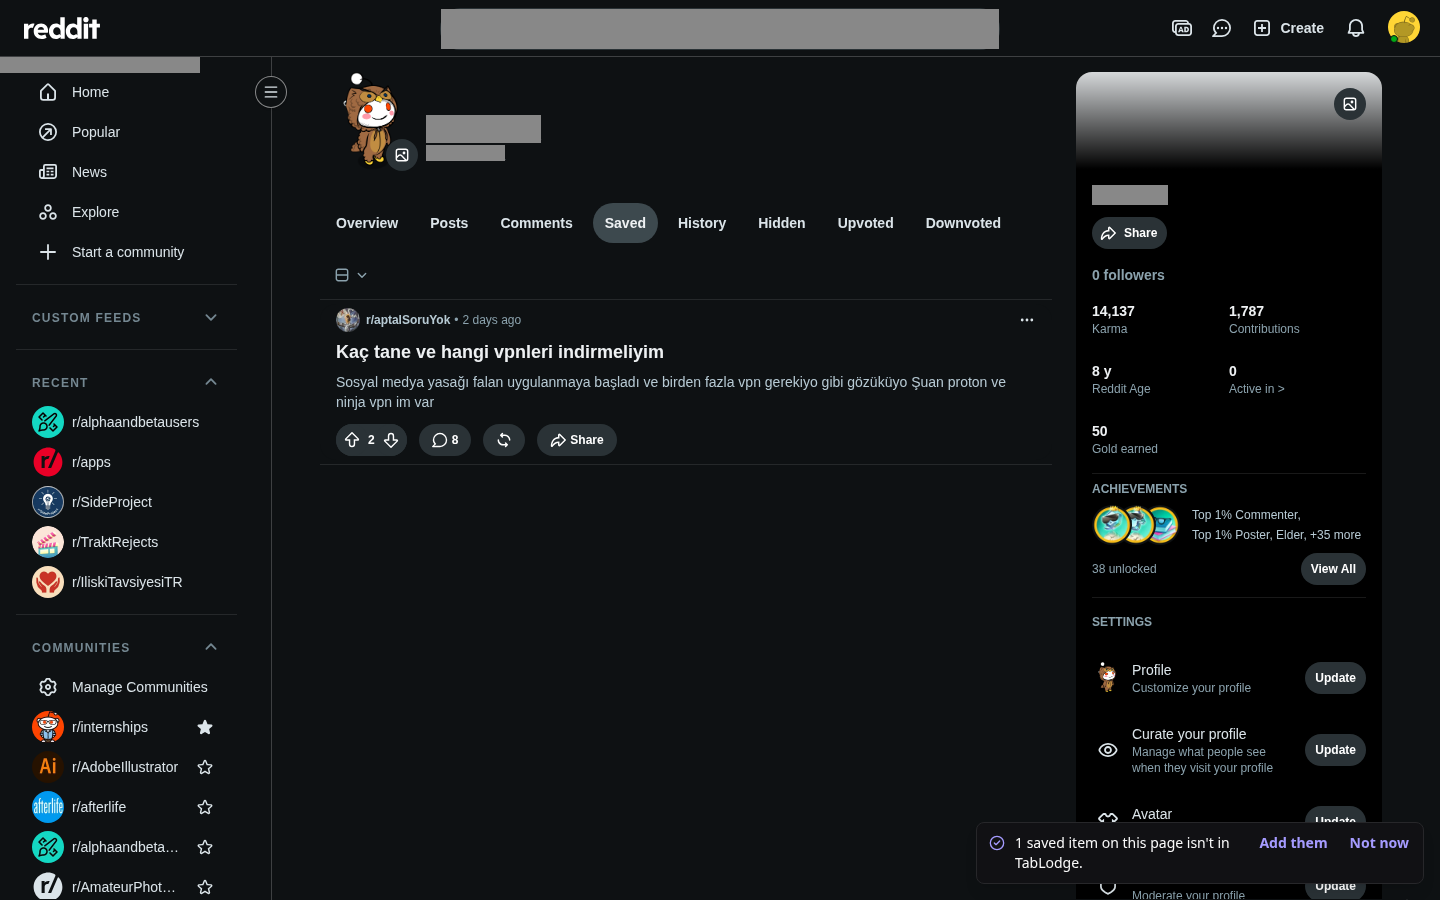 reddit
AD
Create
Home
Popular
News
Explore
Start a community
CUSTOM FEEDS
RECENT
r/alphaandbetausers
r/apps
r/SideProject
r/TraktRejects
r/IliskiTavsiyesiTR
COMMUNITIES
Manage Communities
r/internships
r/AdobeIllustrator
r/afterlife
r/alphaandbeta...
r/AmateurPhot...
Overview Posts Comments Saved History Hidden Upvoted Downvoted
r/aptalSoruYok • 2 days ago
Kaç tane ve hangi vpnleri indirmeliyim
Sosyal medya yasağı falan uygulanmaya başladı ve birden fazla vpn gerekiyo gibi gözüküyo Şuan proton ve
ninja vpn im var
2 8 Share
Share
0 followers
14,137 1,787
Karma Contributions
8 y 0
Reddit Age Active in >
50
Gold earned
ACHIEVEMENTS
Top 1% Commenter,
Top 1% Poster, Elder, +35 more
38 unlocked View All
SETTINGS
Profile
Customize your profile
Update
Curate your profile
Manage what people see
when they visit your profile
Update
Avatar
Update
1 saved item on this page isn't in
TabLodge.
Add them Not now
Moderate your profile
Update